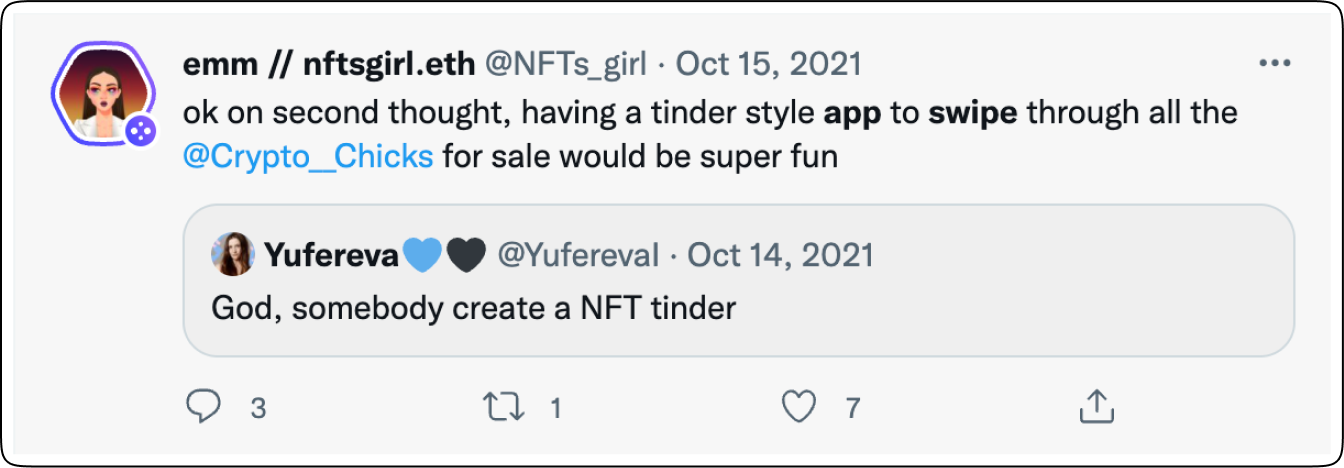 emm // nftsgirl.eth @NFTs_girl · Oct 15, 2021
ok on second thought, having a tinder style app to swipe through all the
@Crypto__Chicks for sale would be super fun
Yufereva💙🖤 @Yufereval · Oct 14, 2021
God, somebody create a NFT tinder
3 1 7